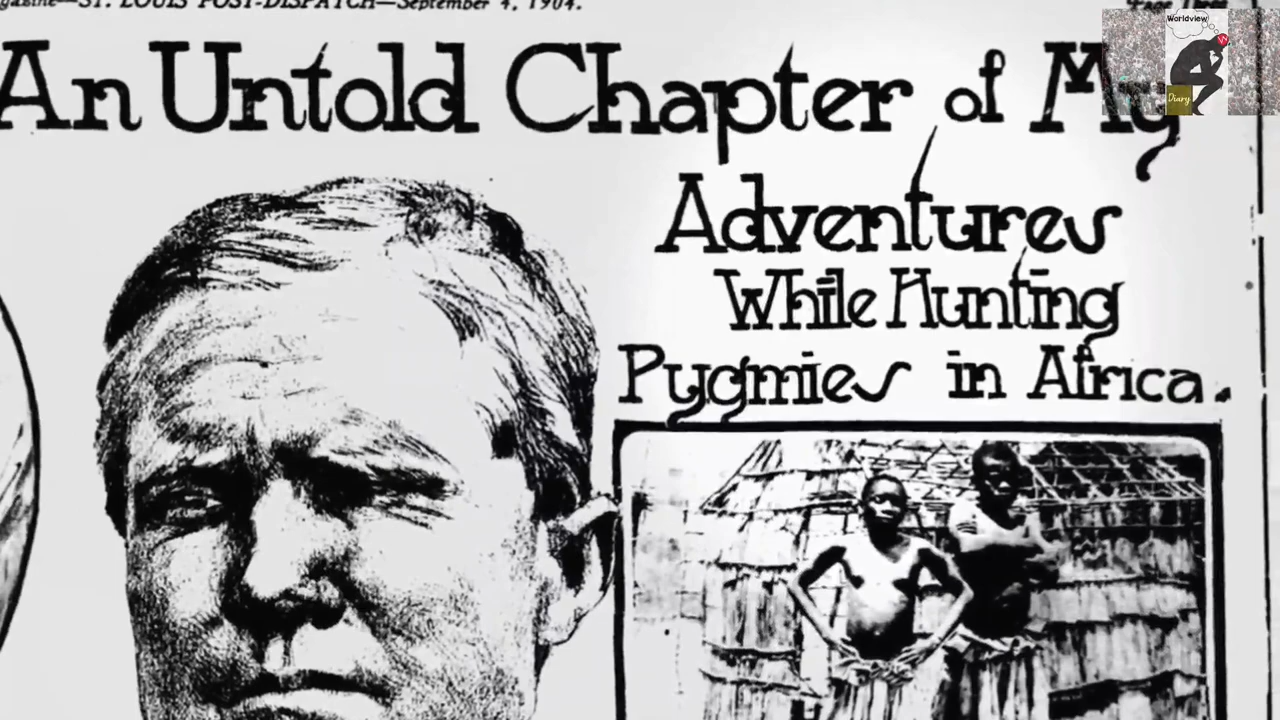 ST. LOUIS POST-DISPATCH—September 4, 1904.
An Untold Chapter of My
Adventures
While Hunting
Pygmies in Africa.
Worldview
Diary